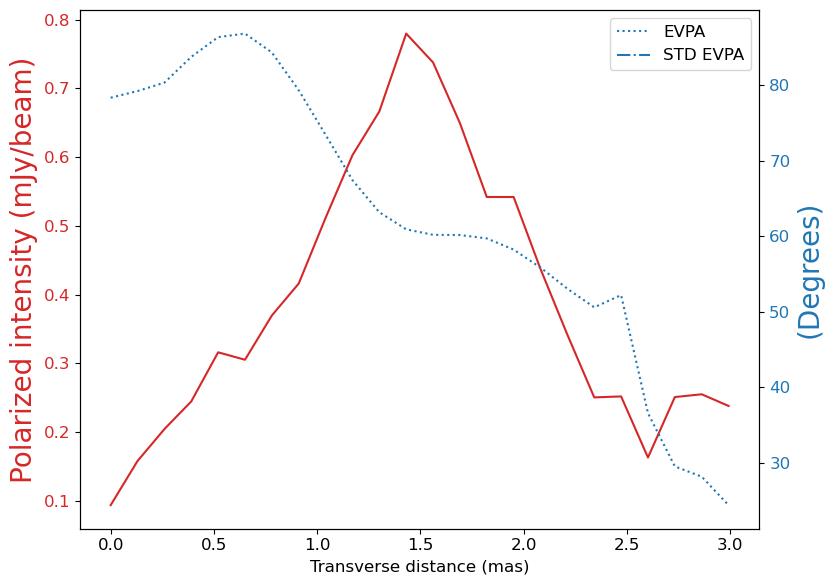 EVPA
STD EVPA
Polarized intensity (mJy/beam)
0.8
0.7
0.6
0.5
0.4
0.3
0.2
0.1
80
70
60
50
40
30
(Degrees)
0.0 0.5 1.0 1.5 2.0 2.5 3.0
Transverse distance (mas)